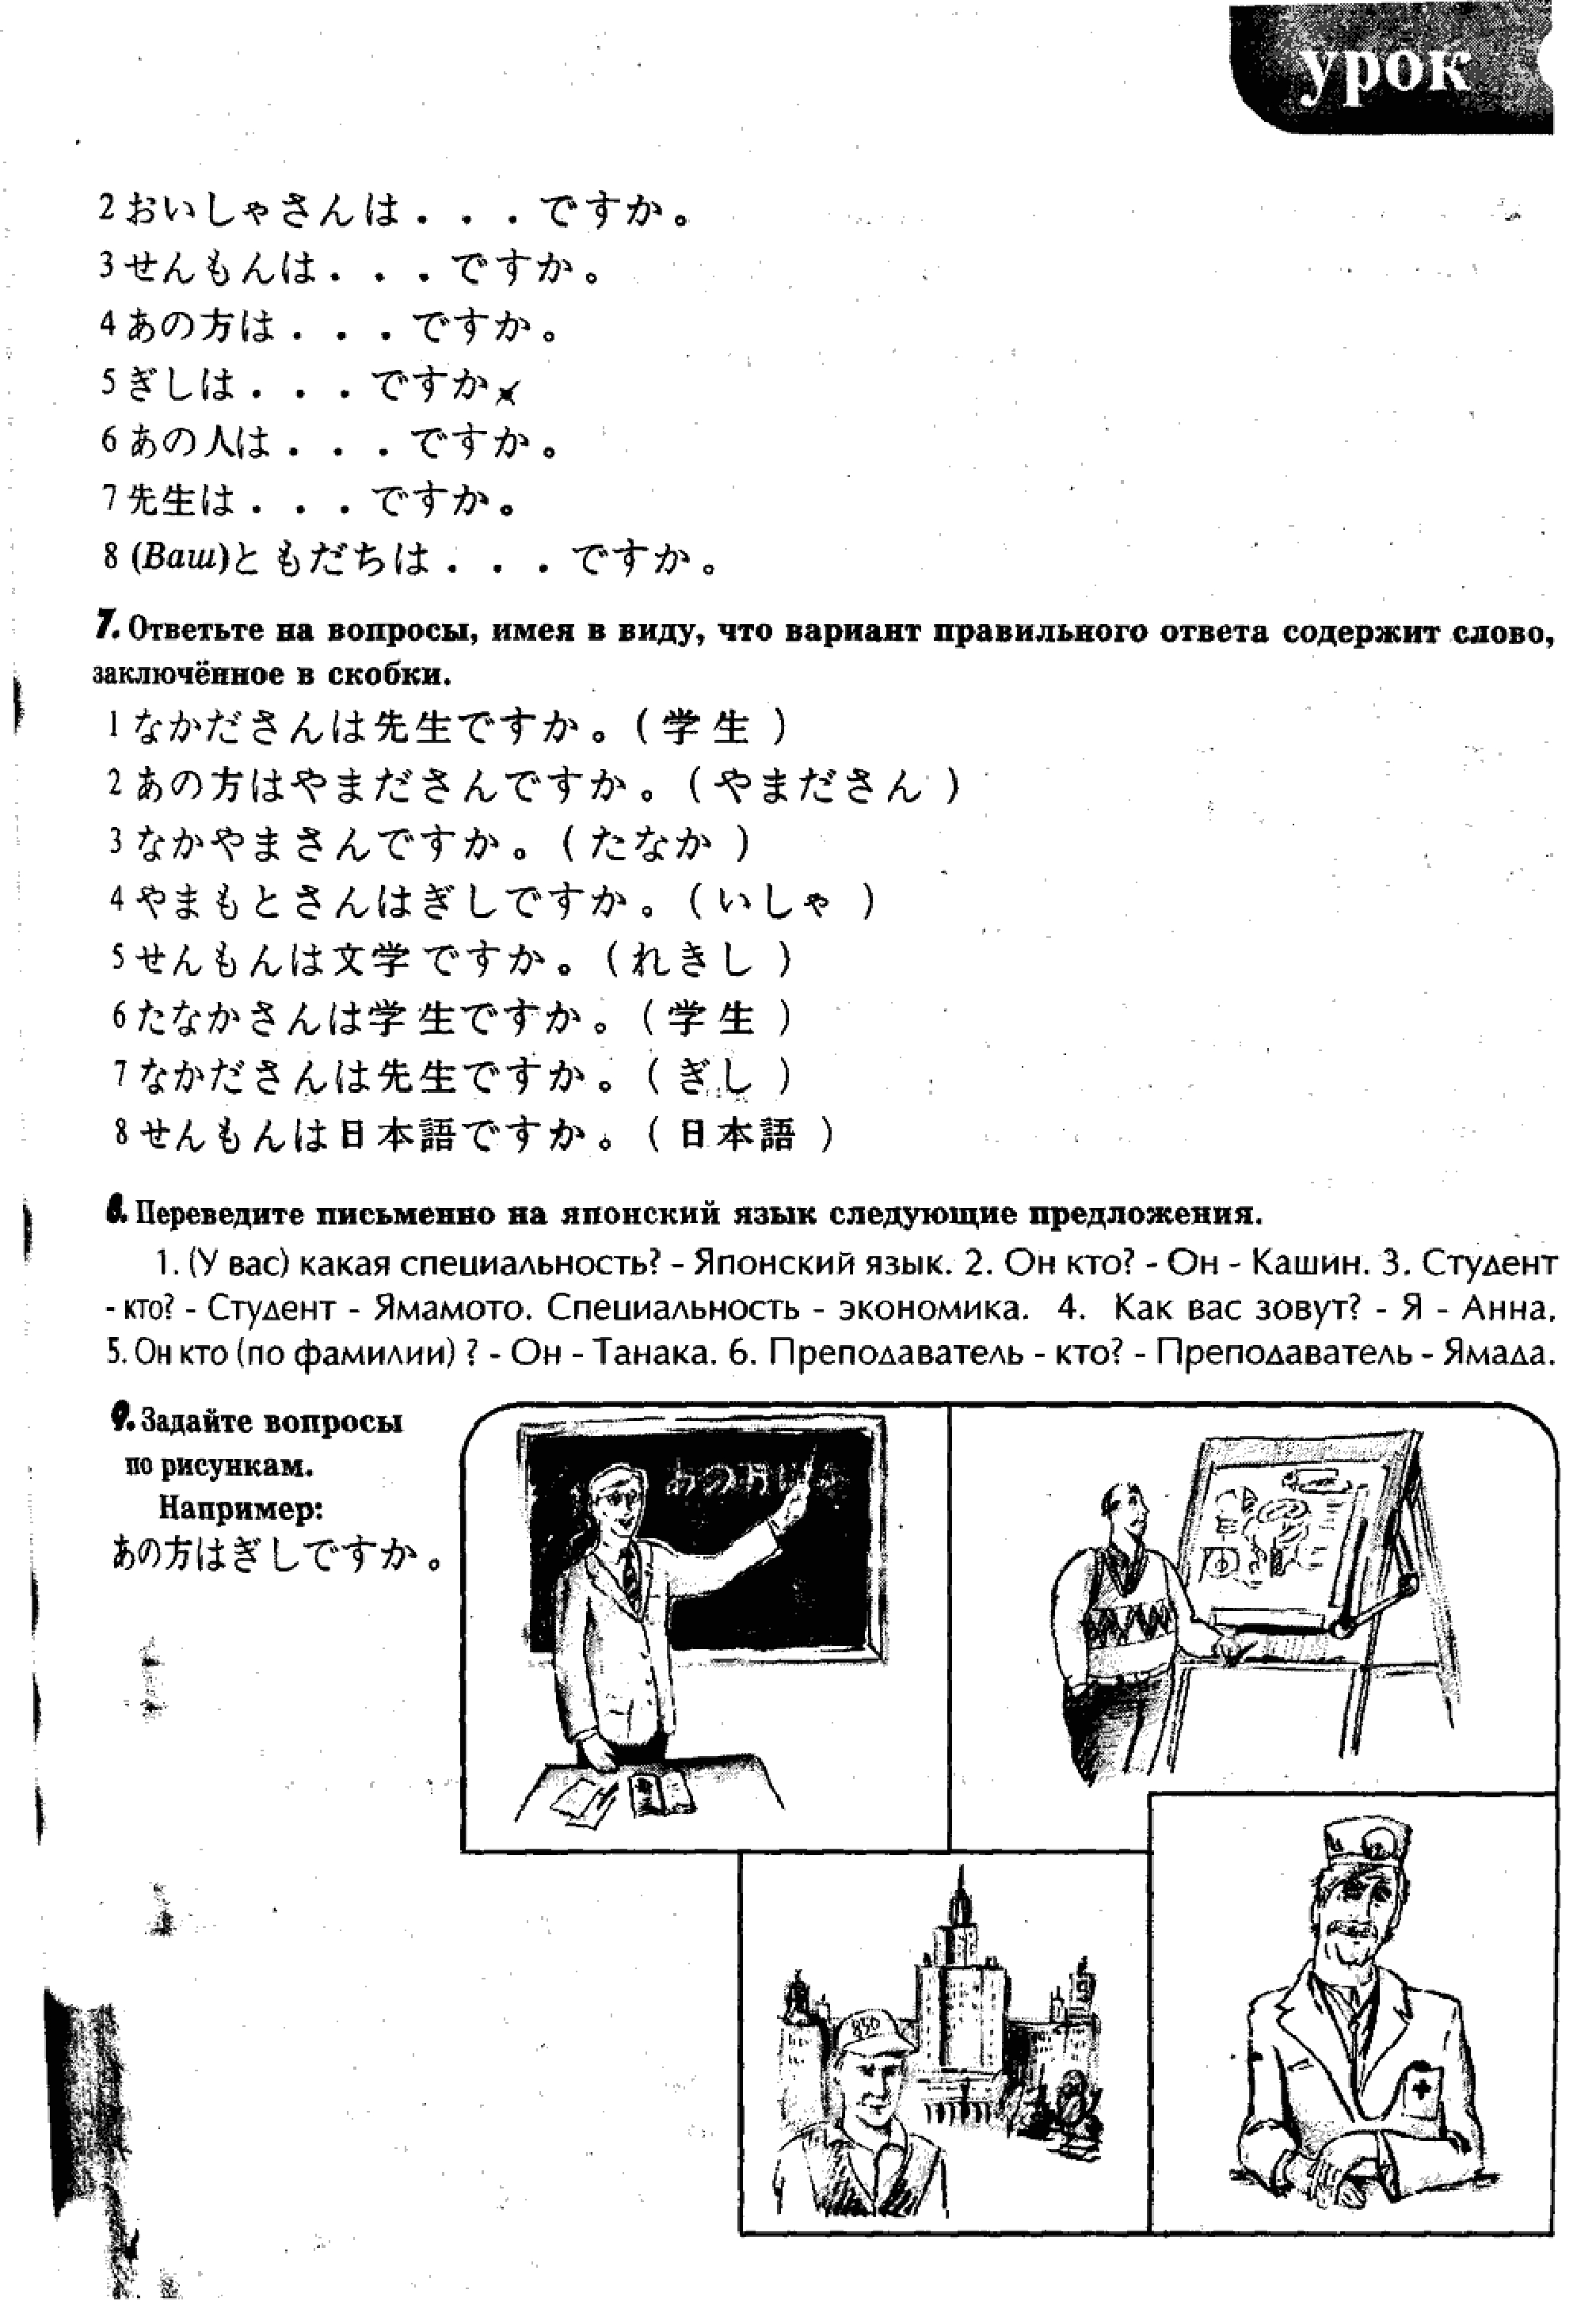 урок
2 おいしゃさんは . . . ですか。
3 せんもんは . . . ですか。
4 あの方は . . . ですか。
5 ぎしは . . . ですか
6 あの人は . . . ですか。
7 先生は . . . ですか。
8 (Ваш)ともだちは . . . ですか。
7. Ответьте на вопросы, имея в виду, что вариант правильного ответа содержит слово,
заключённое в скобки.
1 なかださんは先生ですか。( 学生 )
2 あの方はやまださんですか。( やまださん )
3 なかやまさんですか。( たなか )
4 やまもとさんはぎしですか。( いしゃ )
5 せんもんは文学ですか。( れきし )
6 たなかさんは学生ですか。( 学生 )
7 なかださんは先生ですか。( ぎし )
8 せんもんは日本語ですか。( 日本語 )
8. Переведите письменно на японский язык следующие предложения.
1. (У вас) какая специальность? - Японский язык. 2. Он кто? - Он - Кашин. 3. Студент
- кто? - Студент - Ямамото. Специальность - экономика. 4. Как вас зовут? - Я - Анна.
5. Он кто (по фамилии) ? - Он - Танака. 6. Преподаватель - кто? - Преподаватель - Ямада.
9. Задайте вопросы
по рисункам.
Например:
あの方はぎしですか。
あの方は
850